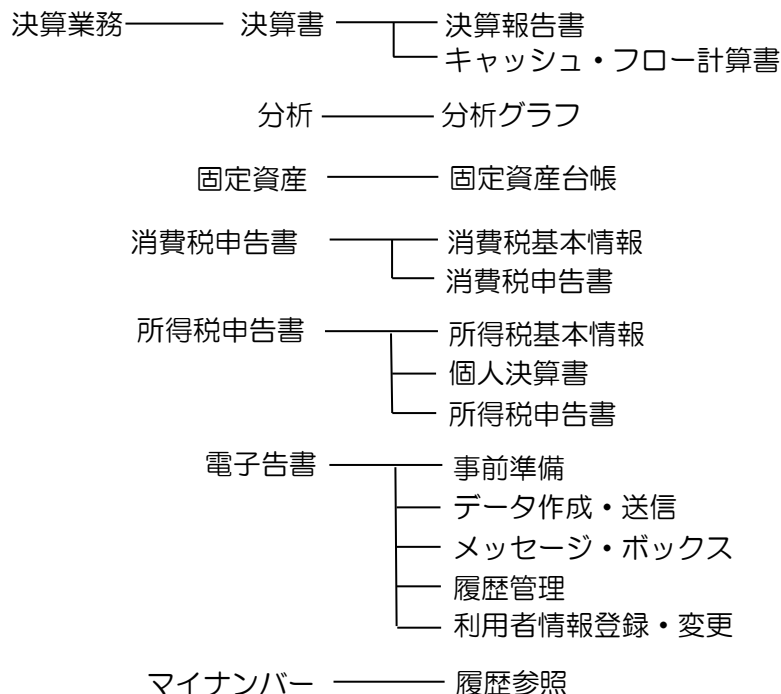 決算業務 決算書 決算報告書
キャッシュ・フロー計算書
分析 分析グラフ
固定資産 固定資産台帳
消費税申告書 消費税基本情報
消費税申告書
所得税申告書 所得税基本情報
個人決算書
所得税申告書
電子告書 事前準備
データ作成・送信
メッセージ・ボックス
履歴管理
利用者情報登録・変更
マイナンバー 履歴参照